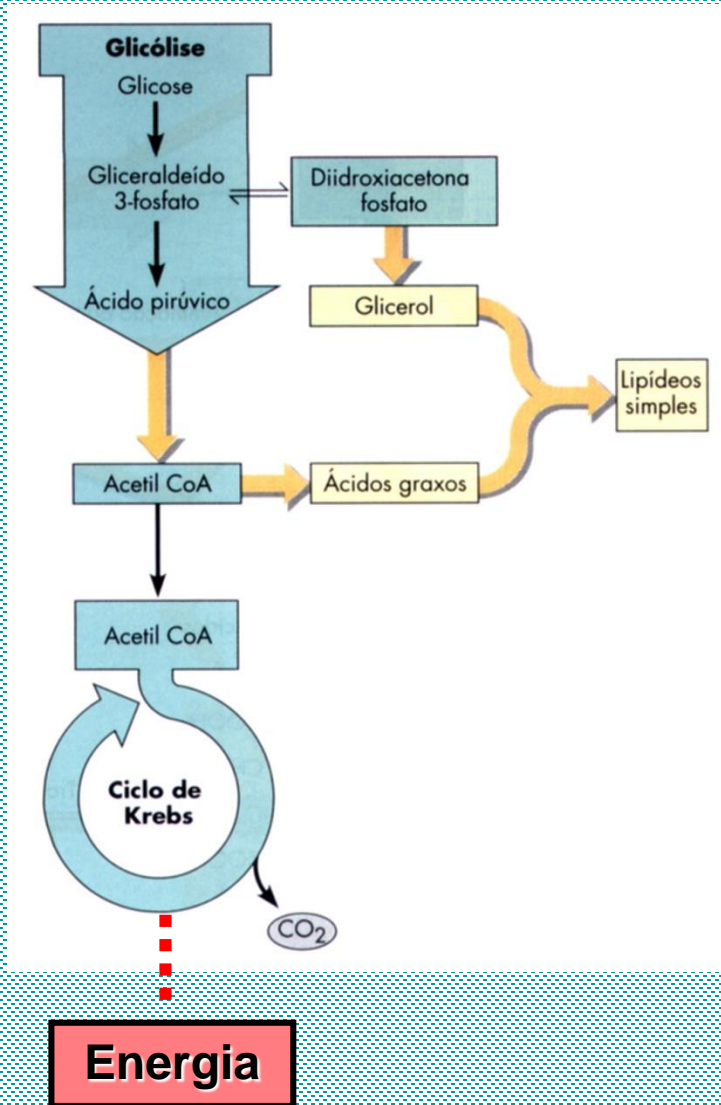 Glicólise
Glicose
Gliceraldeído
3-fosfato
Diidroxiacetona
fosfato
Ácido pirúvico
Glicerol
Lipídeos
simples
Acetil CoA
Ácidos graxos
Acetil CoA
Ciclo de
Krebs
CO₂
Energia